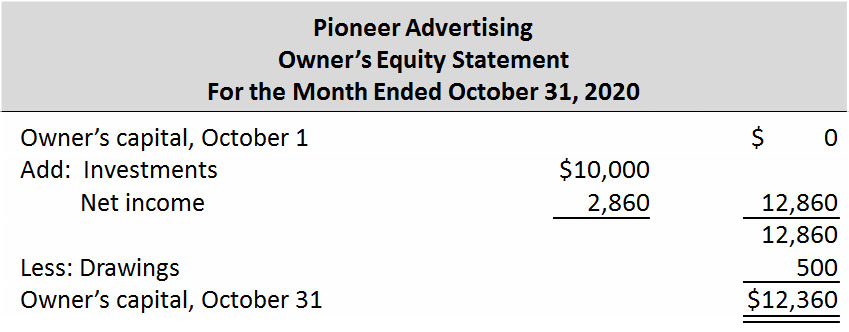 Pioneer Advertising
Owner’s Equity Statement
For the Month Ended October 31, 2020
Owner’s capital, October 1 $ 0
Add: Investments $10,000
Net income 2,860 12,860
12,860
Less: Drawings 500
Owner’s capital, October 31 $12,360